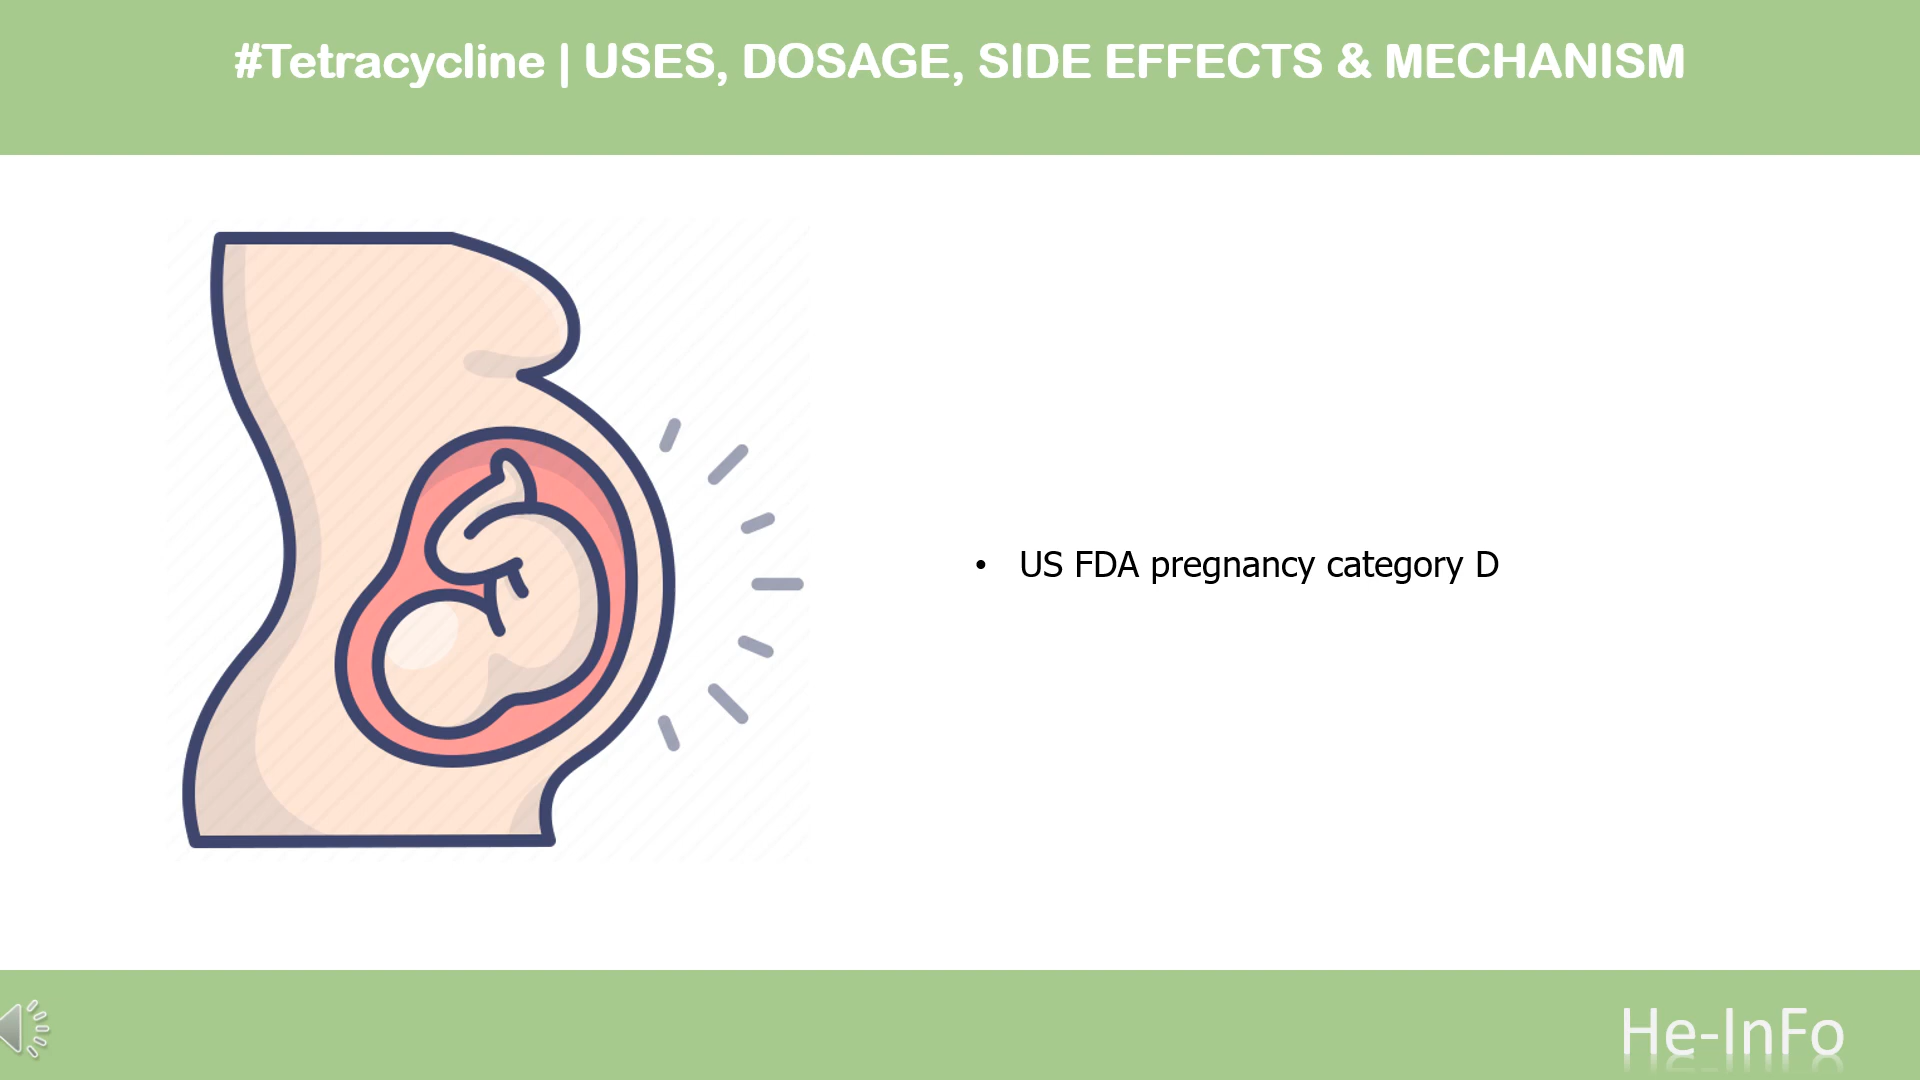 #Tetracycline | USES, DOSAGE, SIDE EFFECTS & MECHANISM
• US FDA pregnancy category D
He-InFo